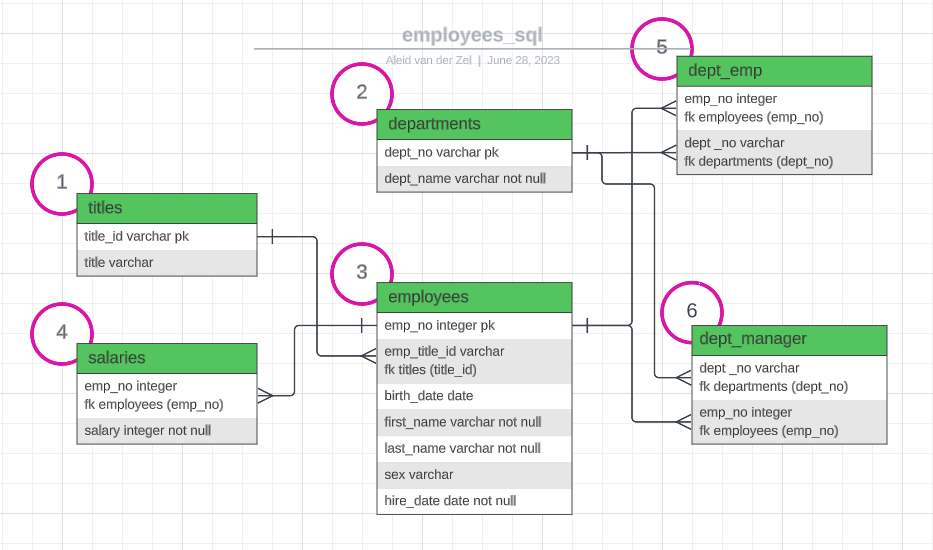 employees_sql
Aleid van der Zel | June 28, 2023
1
titles
title_id varchar pk
title varchar
2
departments
dept_no varchar pk
dept_name varchar not null
3
employees
emp_no integer pk
emp_title_id varchar
fk titles (title_id)
birth_date date
first_name varchar not null
last_name varchar not null
sex varchar
hire_date date not null
4
salaries
emp_no integer
fk employees (emp_no)
salary integer not null
5
dept_emp
emp_no integer
fk employees (emp_no)
dept _no varchar
fk departments (dept_no)
6
dept_manager
dept _no varchar
fk departments (dept_no)
emp_no integer
fk employees (emp_no)